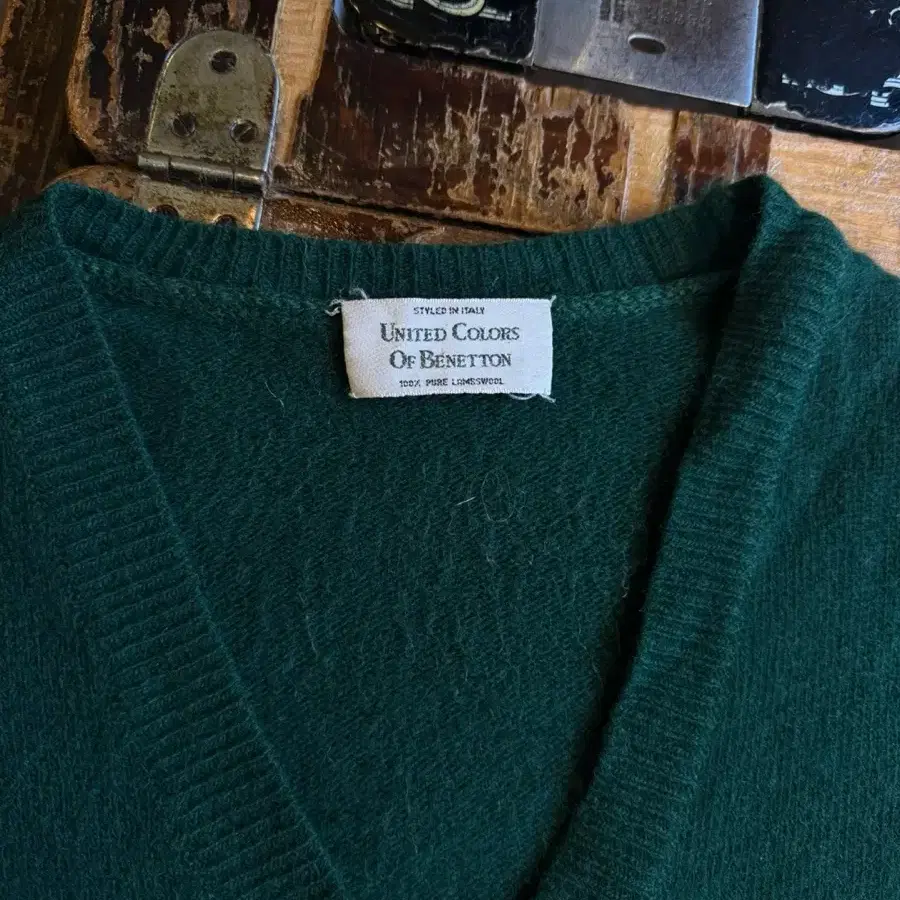 STYLED IN ITALY
UNITED COLORS
OF BENETTON
100% PURE LAMBSWOOL